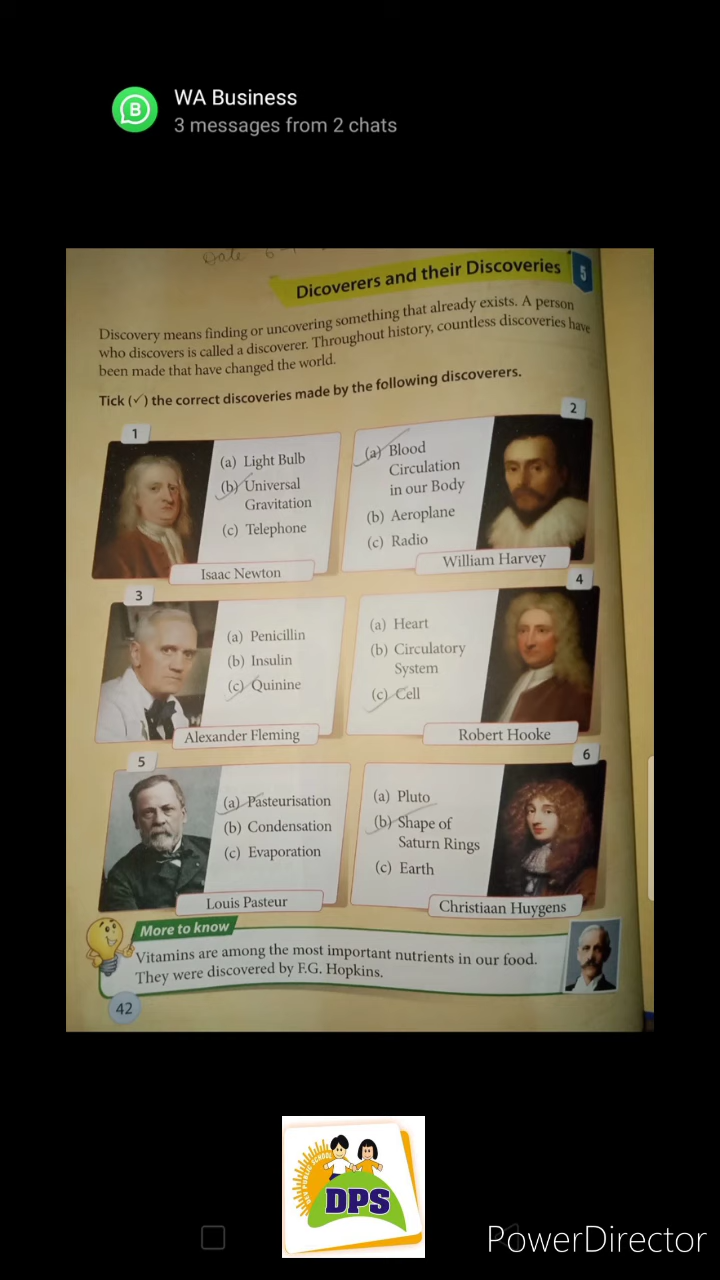 WA Business
3 messages from 2 chats
Date 6
Dicoverers and their Discoveries
5
Discovery means finding or uncovering something that already exists. A person
who discovers is called a discoverer. Throughout history, countless discoveries have
been made that have changed the world.
Tick (✓) the correct discoveries made by the following discoverers.
1
(a) Light Bulb
(b) Universal
Gravitation
(c) Telephone
Isaac Newton
2
(a) Blood
Circulation
in our Body
(b) Aeroplane
(c) Radio
William Harvey
3
(a) Penicillin
(b) Insulin
(c) Quinine
Alexander Fleming
4
(a) Heart
(b) Circulatory
System
(c) Cell
Robert Hooke
5
(a) Pasteurisation
(b) Condensation
(c) Evaporation
Louis Pasteur
6
(a) Pluto
(b) Shape of
Saturn Rings
(c) Earth
Christiaan Huygens
More to know
Vitamins are among the most important nutrients in our food.
They were discovered by F.G. Hopkins.
42
DPS
PowerDirector